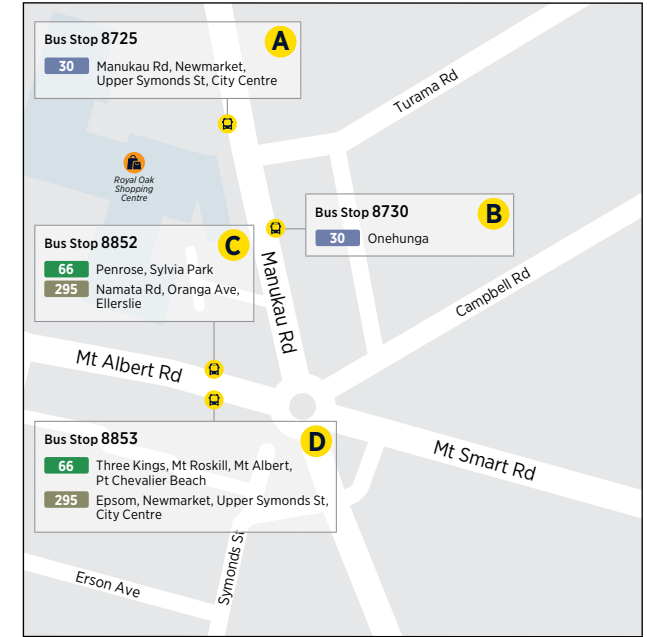 Bus Stop 8725
A
30 Manukau Rd, Newmarket,
Upper Symonds St, City Centre
Turama Rd
Royal Oak
Shopping
Centre
Bus Stop 8730
B
30 Onehunga
Bus Stop 8852
C
66 Penrose, Sylvia Park
295 Namata Rd, Oranga Ave,
Ellerslie
Manukau Rd
Campbell Rd
Mt Albert Rd
Bus Stop 8853
D
66 Three Kings, Mt Roskill, Mt Albert,
Pt Chevalier Beach
295 Epsom, Newmarket, Upper Symonds St,
City Centre
Mt Smart Rd
Symonds St
Erson Ave